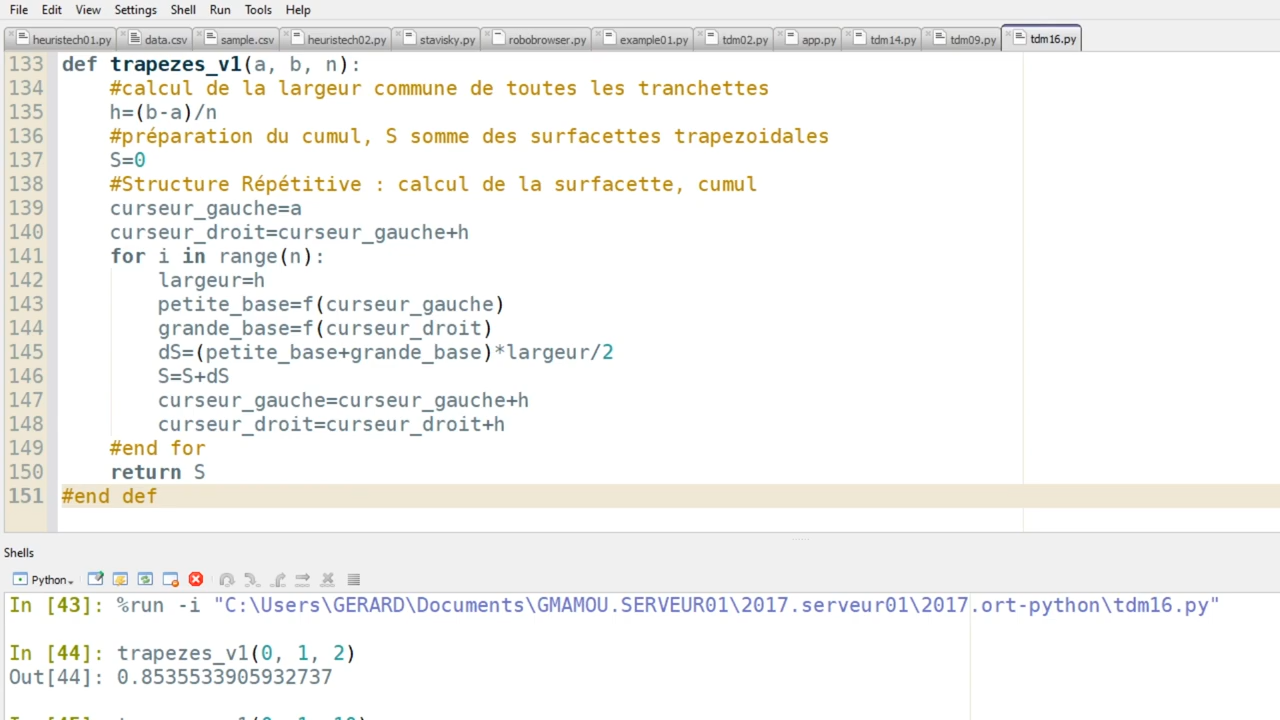 File Edit View Settings Shell Run Tools Help
heuristech01.py data.csv sample.csv heuristech02.py stavisky.py robobrowser.py example01.py tdm02.py app.py tdm14.py tdm09.py tdm16.py
133 def trapezes_v1(a, b, n):
134 #calcul de la largeur commune de toutes les tranchettes
135 h=(b-a)/n
136 #préparation du cumul, S somme des surfacettes trapezoidales
137 S=0
138 #Structure Répétitive : calcul de la surfacette, cumul
139 curseur_gauche=a
140 curseur_droit=curseur_gauche+h
141 for i in range(n):
142 largeur=h
143 petite_base=f(curseur_gauche)
144 grande_base=f(curseur_droit)
145 dS=(petite_base+grande_base)*largeur/2
146 S=S+dS
147 curseur_gauche=curseur_gauche+h
148 curseur_droit=curseur_droit+h
149 #end for
150 return S
151 #end def
Shells
Python
In [43]: %run -i "C:\Users\GERARD\Documents\GMAMOU.SERVEUR01\2017.serveur01\2017.ort-python\tdm16.py"
In [44]: trapezes_v1(0, 1, 2)
Out[44]: 0.8535533905932737